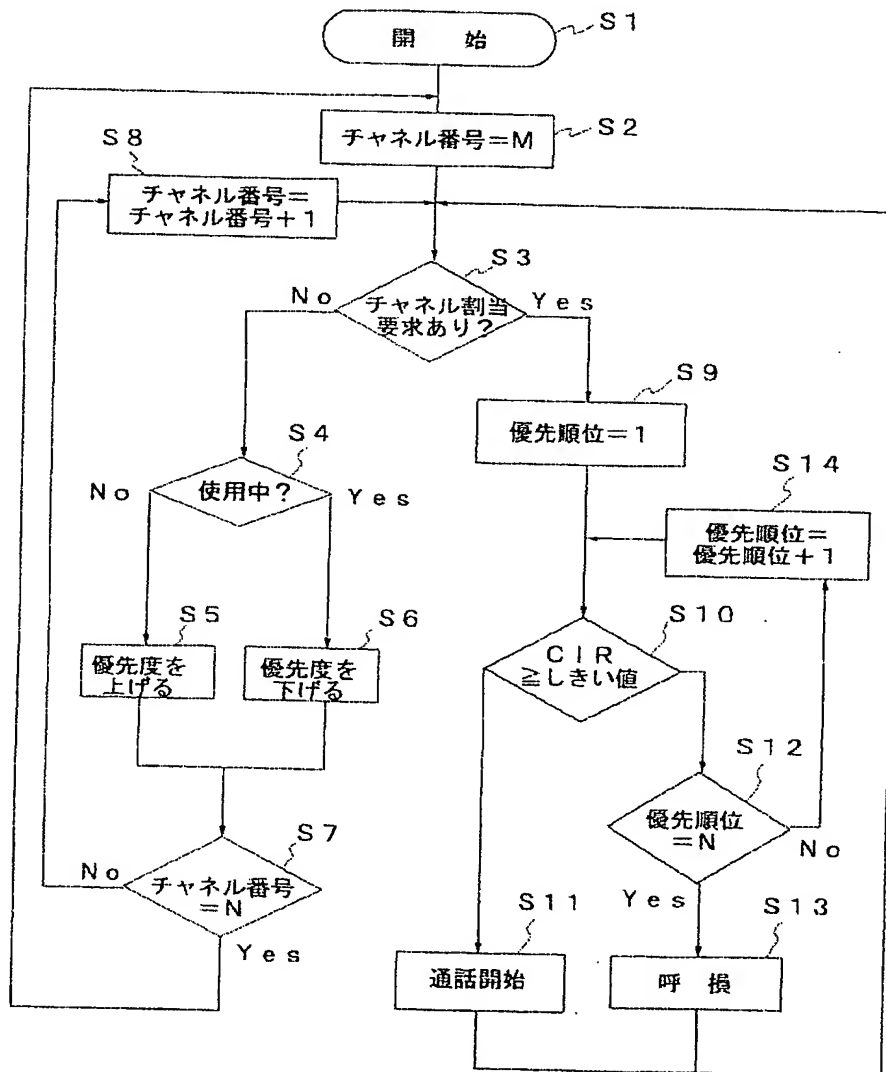 開 始
S1
チャネル番号=M
S2
S8
チャネル番号=
チャネル番号+1
S3
No
チャネル割当
要求あり?
Yes
S9
優先順位=1
S4
No
使用中?
Yes
S14
優先順位=
優先順位+1
S5
優先度を
上げる
S6
優先度を
下げる
S10
CIR
≧しきい値
S12
優先順位
=N
No
Yes
S7
No
チャネル番号
=N
Yes
S11
通話開始
S13
呼 損